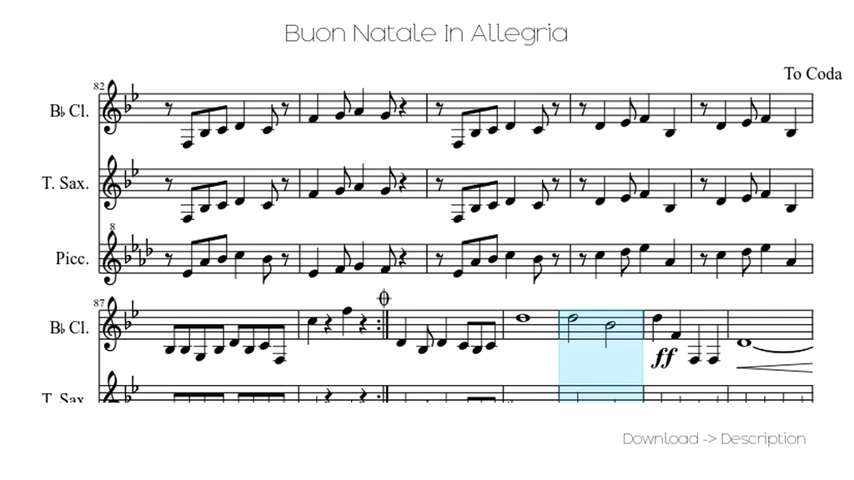 Buon Natale In Allegria
To Coda
82
B♭ Cl.
T. Sax.
8
Picc.
87
B♭ Cl.
ff
T. Sax
Download -> Description